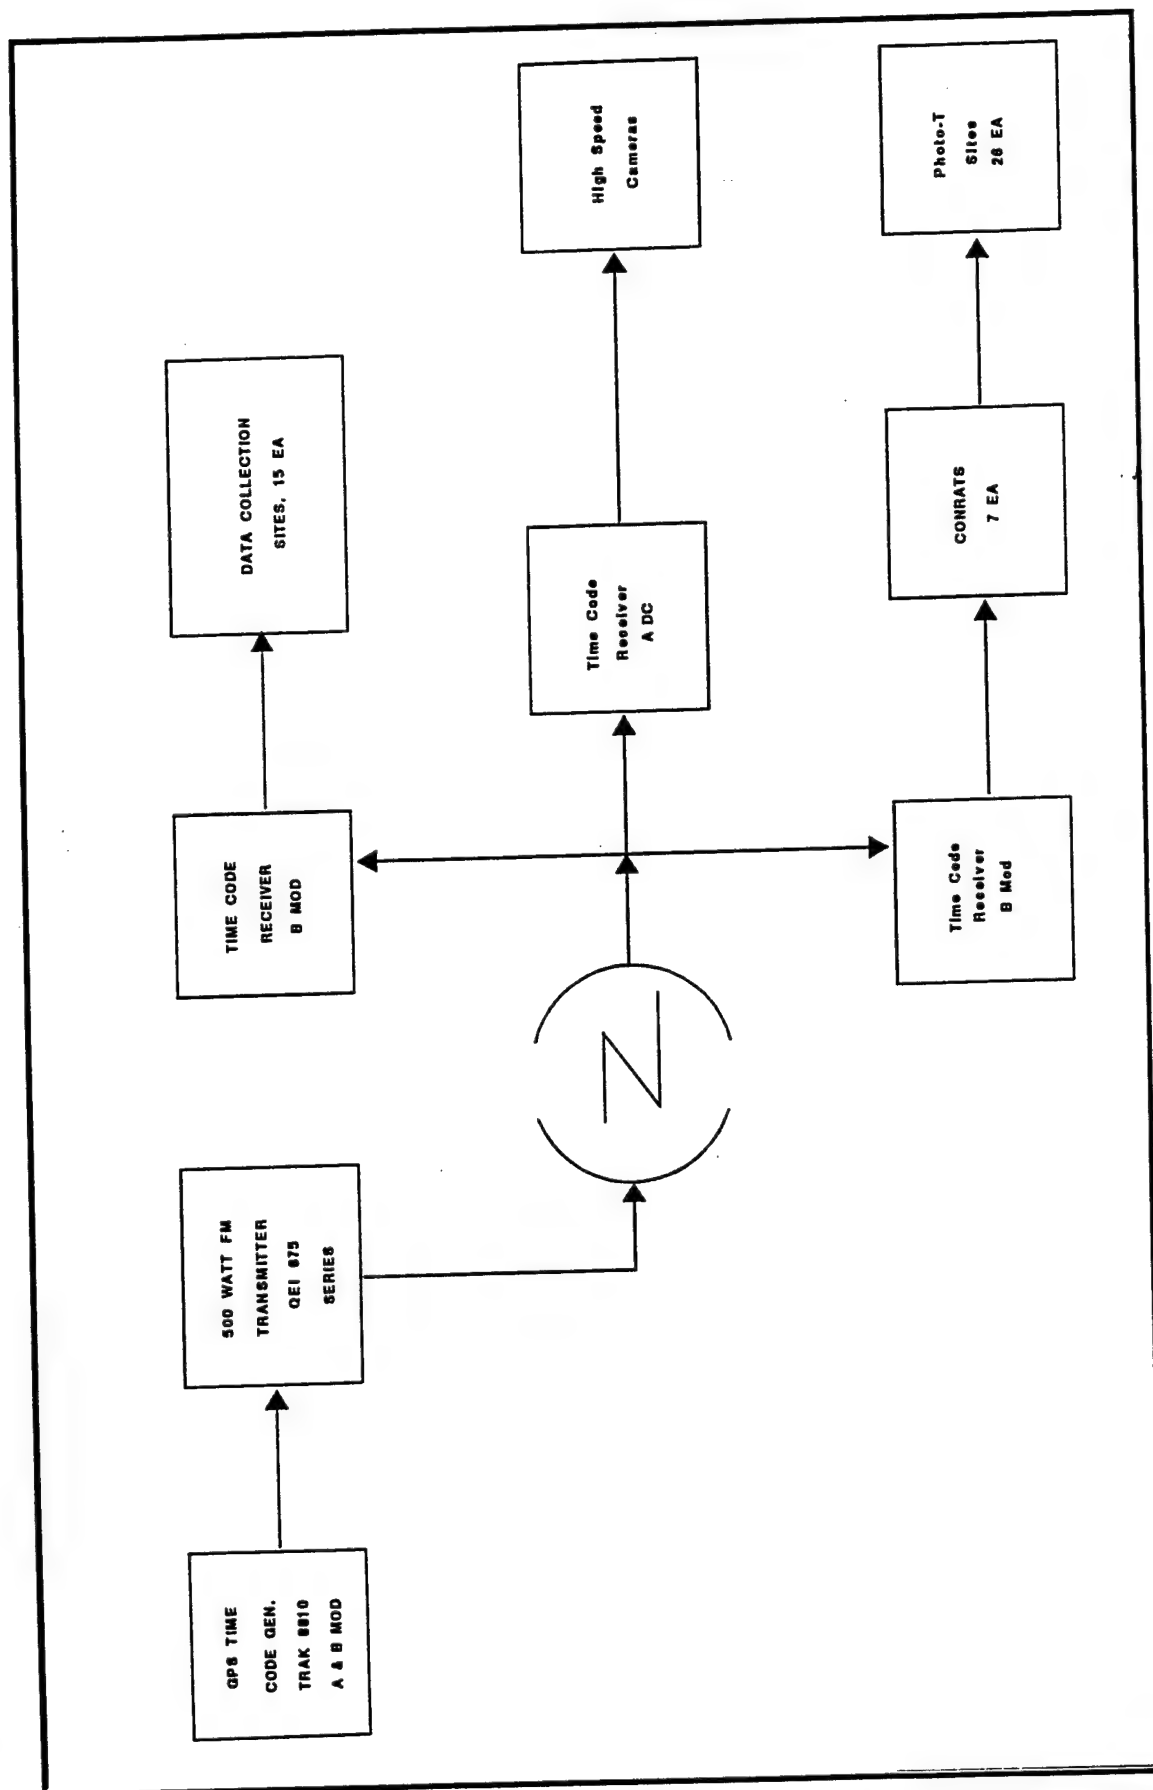 GPS TIME
CODE GEN.
TRAK
A & B MOD
500 WATT FM
TRANSMITTER
QEI 675
SERIES
TIME CODE
RECEIVER
B MOD
DATA COLLECTION
SITES, 15 EA
Time Code
Receiver
A DC
High Speed
Cameras
Time Code
Receiver
B Mod
CONRATS
7 EA
Photo-T
Sites
26 EA